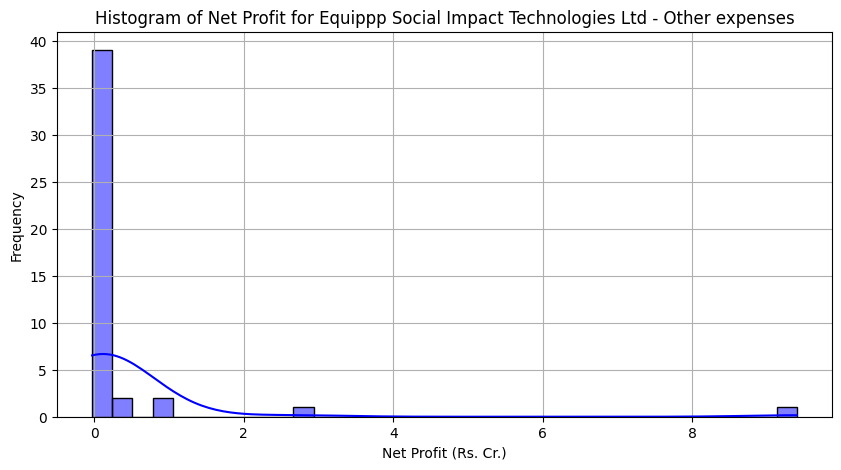 Histogram of Net Profit for Equippp Social Impact Technologies Ltd - Other expenses
40
35
30
25
20
15
10
5
0
Frequency
0 2 4 6 8
Net Profit (Rs. Cr.)